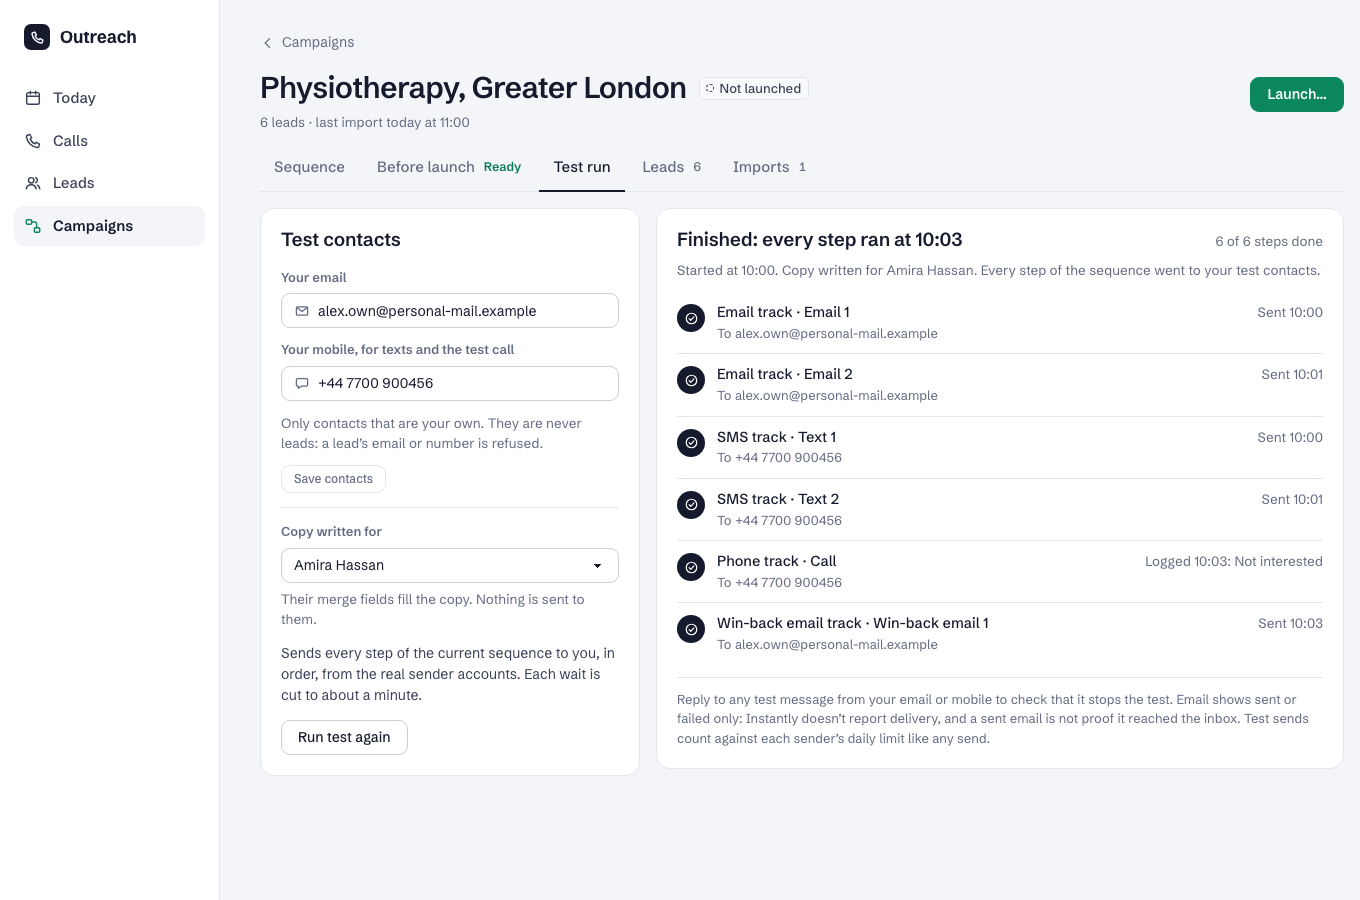 Outreach
Today
Calls
Leads
Campaigns
Campaigns
Physiotherapy, Greater London
Not launched
Launch...
6 leads · last import today at 11:00
Sequence
Before launch Ready
Test run
Leads 6
Imports 1
Test contacts
Your email
alex.own@personal-mail.example
Your mobile, for texts and the test call
+44 7700 900456
Only contacts that are your own. They are never
leads: a lead’s email or number is refused.
Save contacts
Copy written for
Amira Hassan
Their merge fields fill the copy. Nothing is sent to
them.
Sends every step of the current sequence to you, in
order, from the real sender accounts. Each wait is
cut to about a minute.
Run test again
Finished: every step ran at 10:03
6 of 6 steps done
Started at 10:00. Copy written for Amira Hassan. Every step of the sequence went to your test contacts.
Email track · Email 1
Sent 10:00
To alex.own@personal-mail.example
Email track · Email 2
Sent 10:01
To alex.own@personal-mail.example
SMS track · Text 1
Sent 10:00
To +44 7700 900456
SMS track · Text 2
Sent 10:01
To +44 7700 900456
Phone track · Call
Logged 10:03: Not interested
To +44 7700 900456
Win-back email track · Win-back email 1
Sent 10:03
To alex.own@personal-mail.example
Reply to any test message from your email or mobile to check that it stops the test. Email shows sent or
failed only: Instantly doesn’t report delivery, and a sent email is not proof it reached the inbox. Test sends
count against each sender’s daily limit like any send.